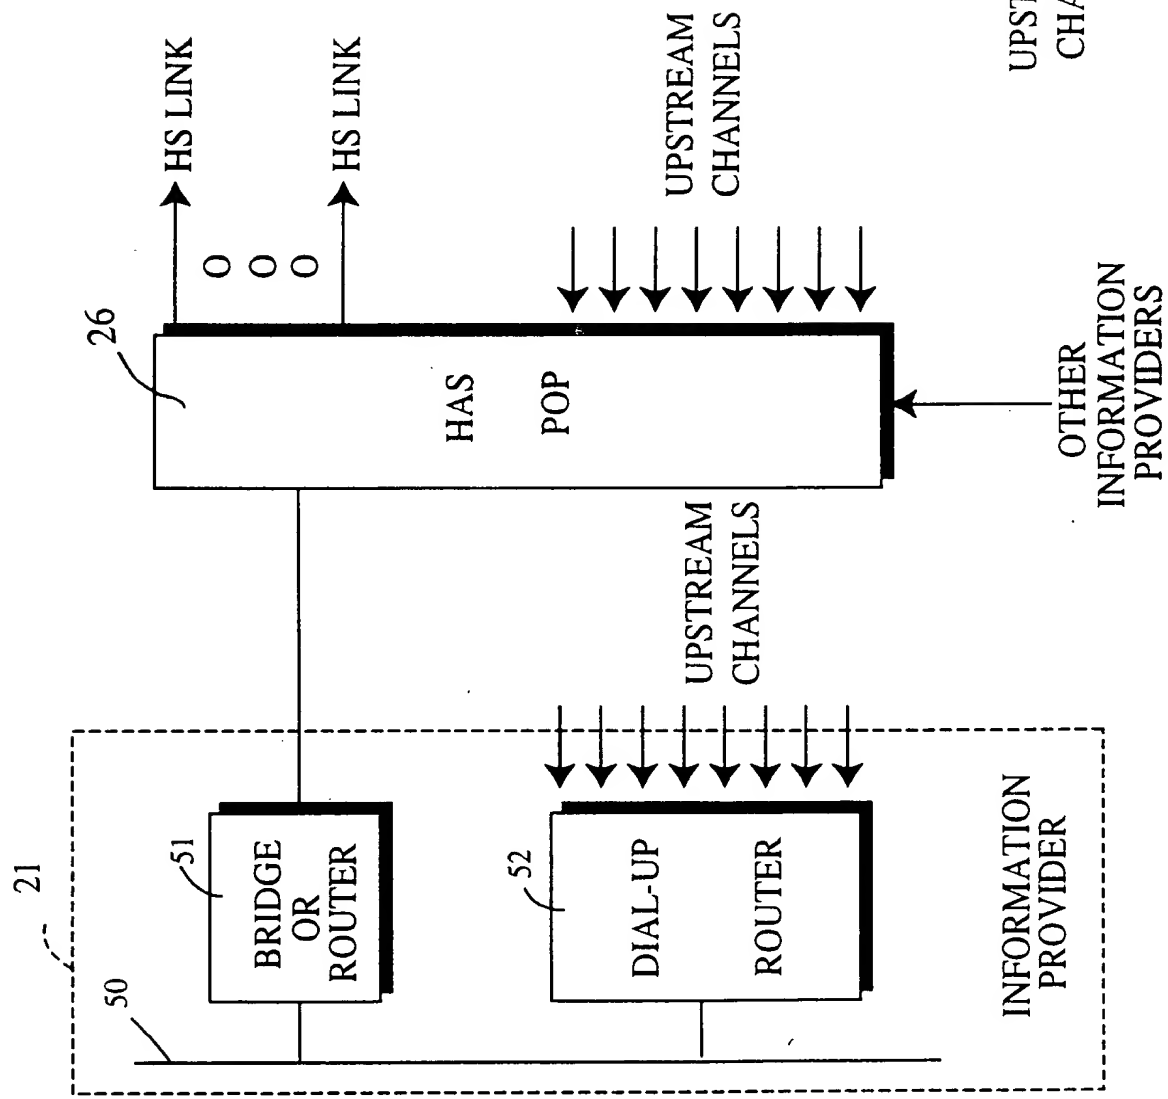 21
50
51
BRIDGE
OR
ROUTER
52
DIAL-UP
ROUTER
INFORMATION
PROVIDER
UPSTREAM
CHANNELS
26
HAS
POP
HS LINK
O
O
O
HS LINK
UPSTREAM
CHANNELS
OTHER
INFORMATION
PROVIDERS